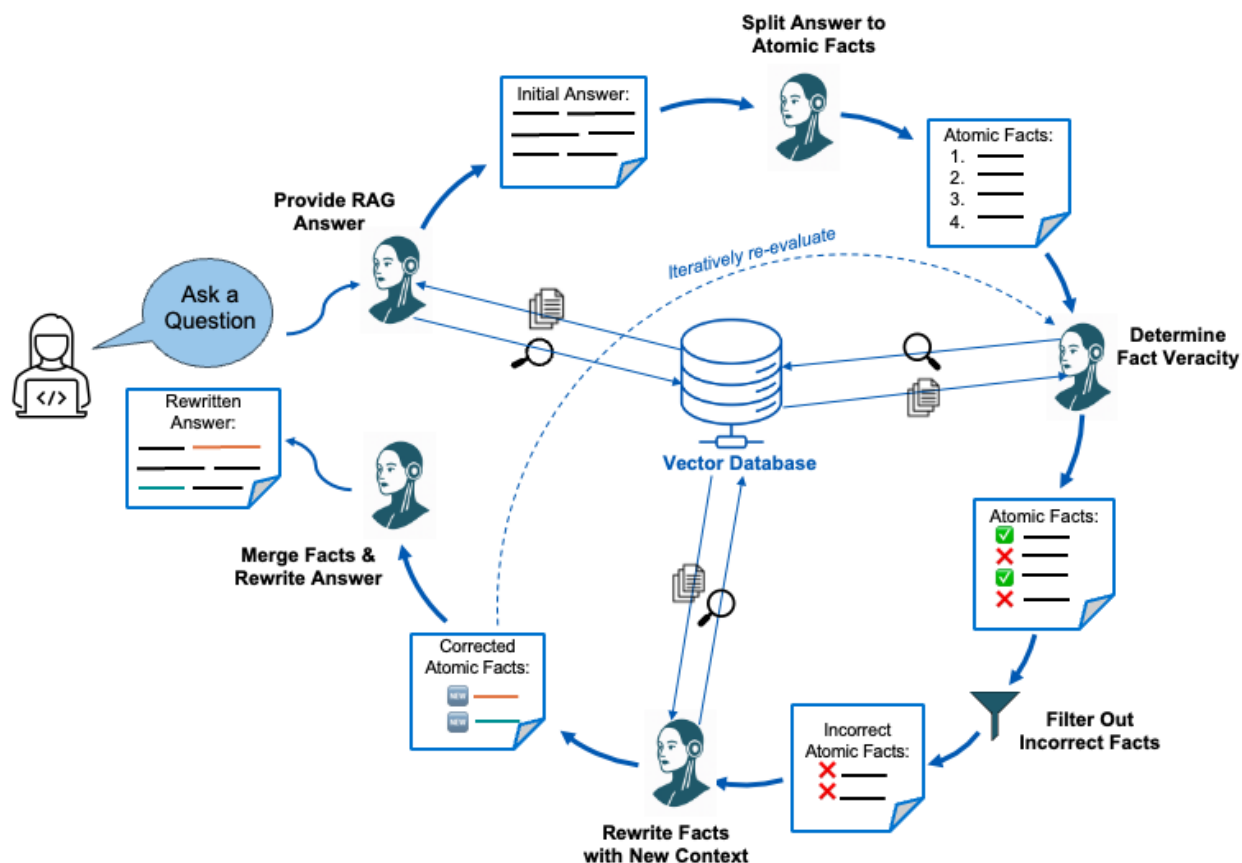 Split Answer to
Atomic Facts
Initial Answer:
Atomic Facts:
1.
2.
3.
4.
Provide RAG
Answer
Iteratively re-evaluate
Ask a
Question
</>
Determine
Fact Veracity
Vector Database
Rewritten
Answer:
Merge Facts &
Rewrite Answer
Atomic Facts:
Corrected
Atomic Facts:
NEW
NEW
Filter Out
Incorrect Facts
Incorrect
Atomic Facts:
Rewrite Facts
with New Context